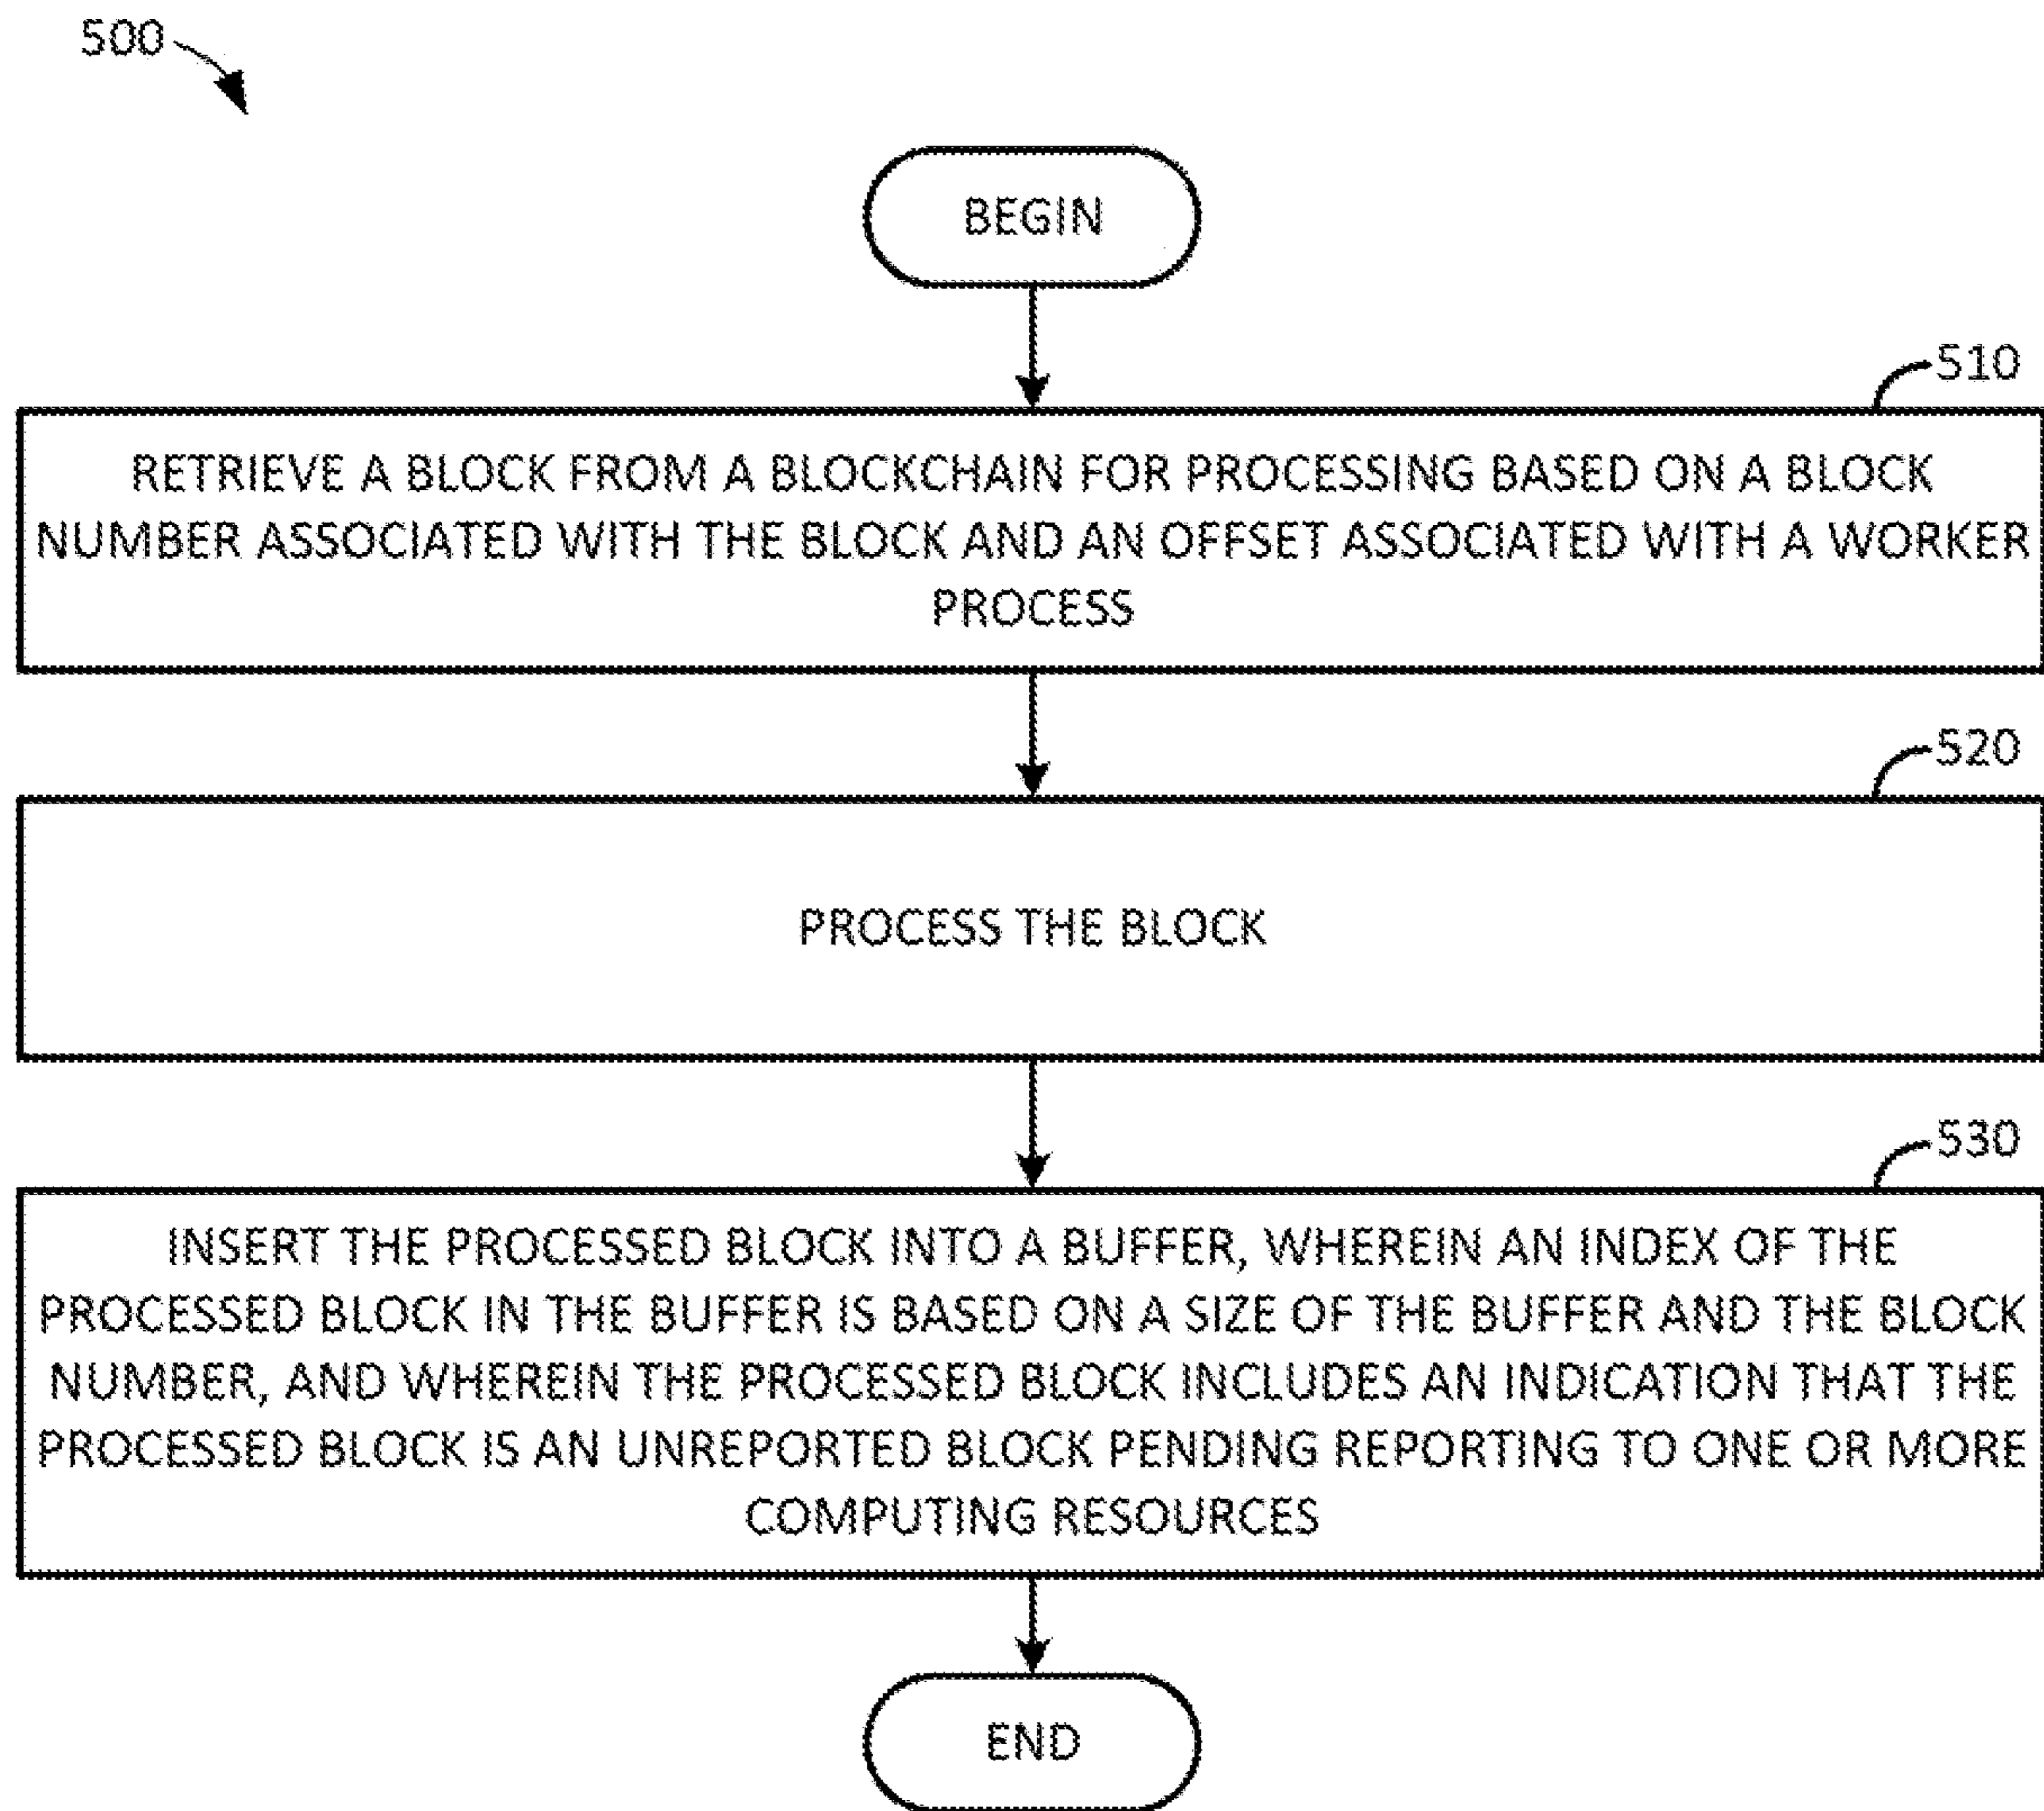 500
BEGIN
510
RETRIEVE A BLOCK FROM A BLOCKCHAIN FOR PROCESSING BASED ON A BLOCK
NUMBER ASSOCIATED WITH THE BLOCK AND AN OFFSET ASSOCIATED WITH A WORKER
PROCESS
520
PROCESS THE BLOCK
530
INSERT THE PROCESSED BLOCK INTO A BUFFER, WHEREIN AN INDEX OF THE
PROCESSED BLOCK IN THE BUFFER IS BASED ON A SIZE OF THE BUFFER AND THE BLOCK
NUMBER, AND WHEREIN THE PROCESSED BLOCK INCLUDES AN INDICATION THAT THE
PROCESSED BLOCK IS AN UNREPORTED BLOCK PENDING REPORTING TO ONE OR MORE
COMPUTING RESOURCES
END